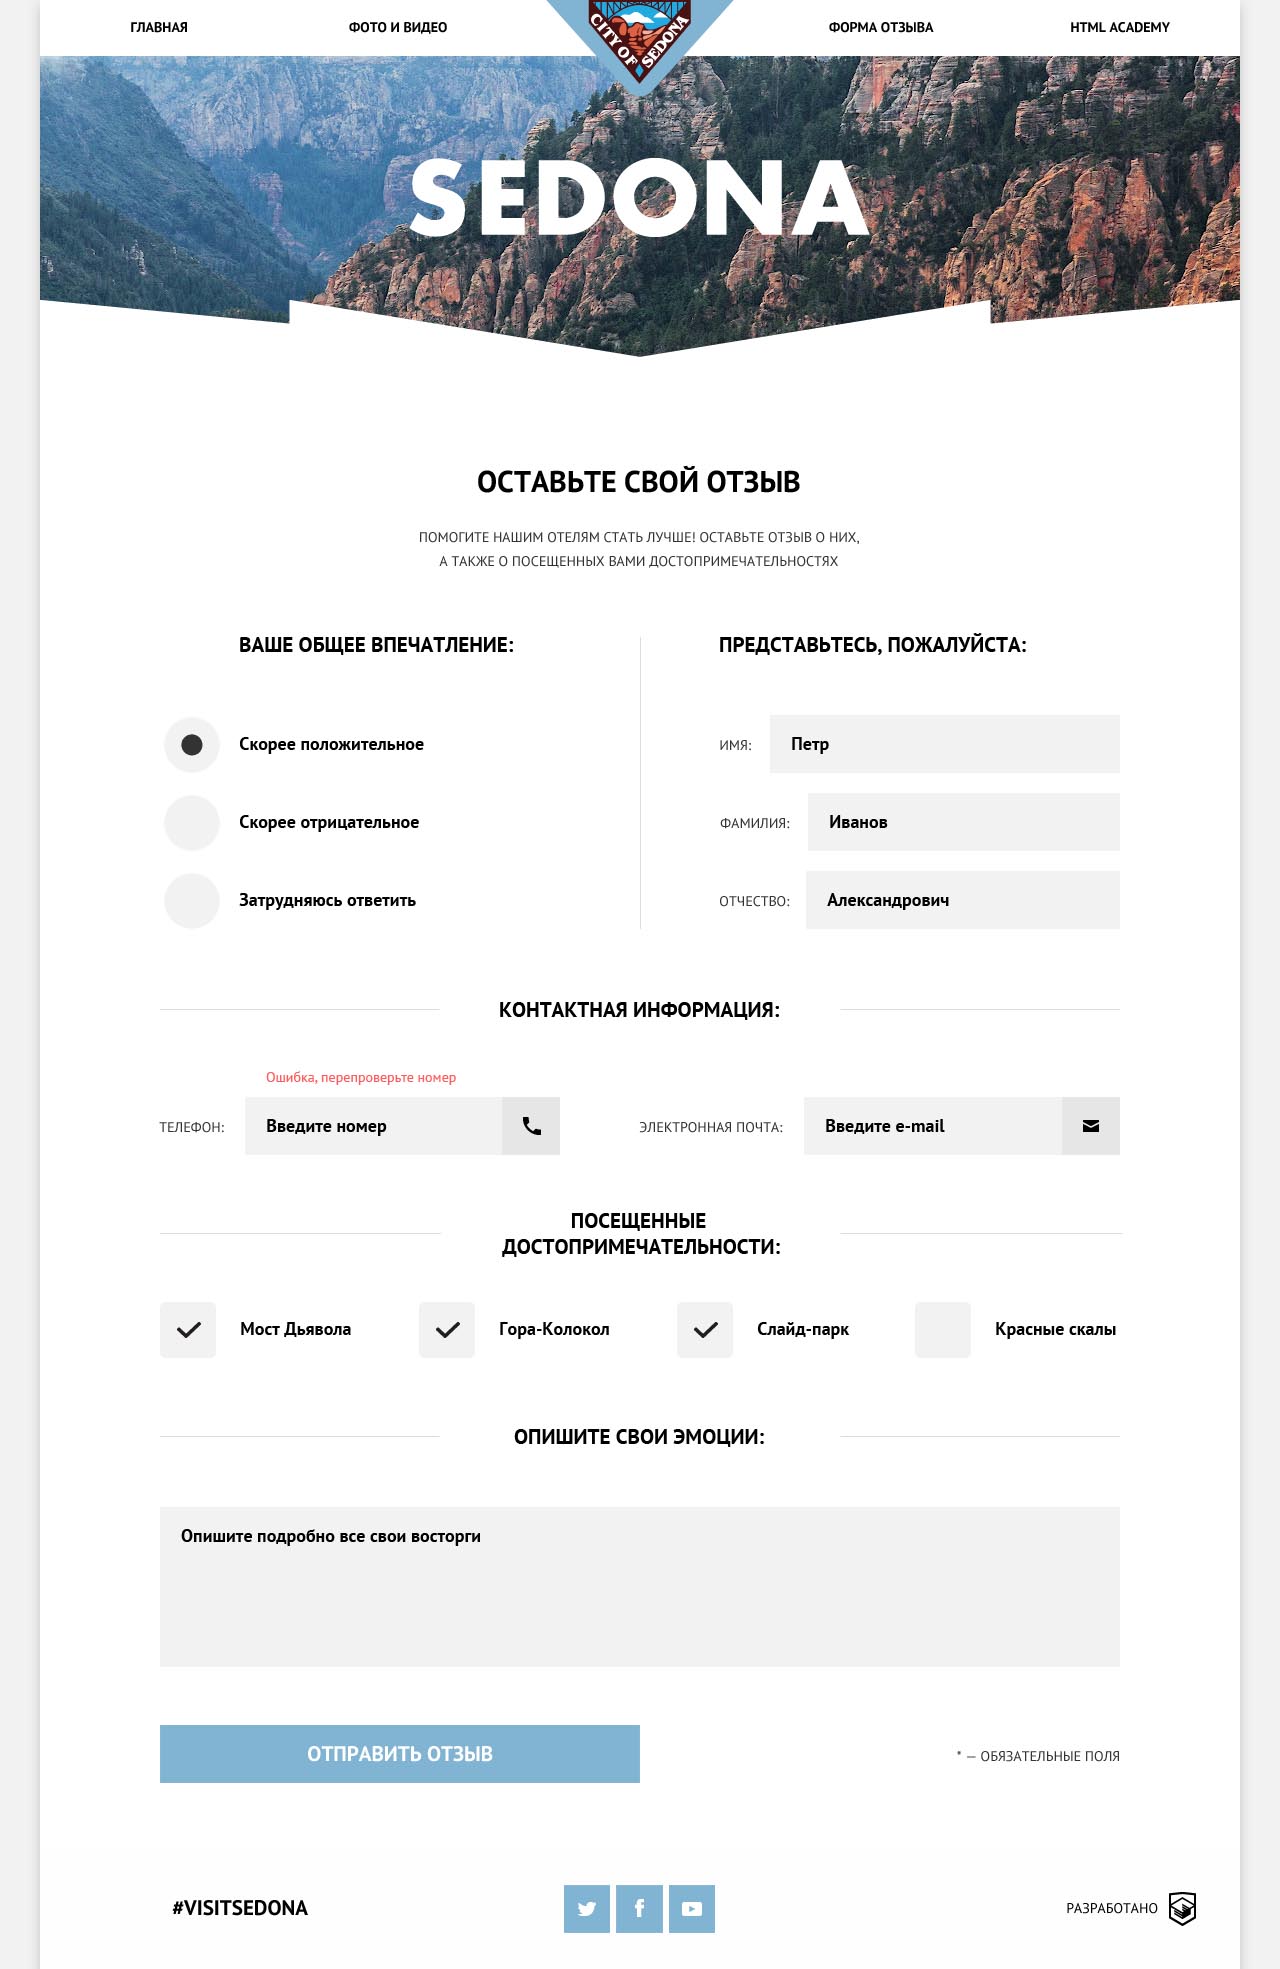 ГЛАВНАЯ
ФОТО И ВИДЕО
CITY OF SEDONA
ФОРМА ОТЗЫВА
HTML ACADEMY
SEDONA
ОСТАВЬТЕ СВОЙ ОТЗЫВ
ПОМОГИТЕ НАШИМ ОТЕЛЯМ СТАТЬ ЛУЧШЕ! ОСТАВЬТЕ ОТЗЫВ О НИХ,
А ТАКЖЕ О ПОСЕЩЕННЫХ ВАМИ ДОСТОПРИМЕЧАТЕЛЬНОСТЯХ
ВАШЕ ОБЩЕЕ ВПЕЧАТЛЕНИЕ:
Скорее положительное
Скорее отрицательное
Затрудняюсь ответить
ПРЕДСТАВЬТЕСЬ, ПОЖАЛУЙСТА:
ИМЯ:
Петр
ФАМИЛИЯ:
Иванов
ОТЧЕСТВО:
Александрович
КОНТАКТНАЯ ИНФОРМАЦИЯ:
Ошибка, перепроверьте номер
ТЕЛЕФОН:
Введите номер
ЭЛЕКТРОННАЯ ПОЧТА:
Введите e-mail
ПОСЕЩЕННЫЕ
ДОСТОПРИМЕЧАТЕЛЬНОСТИ:
Мост Дьявола
Гора-Колокол
Слайд-парк
Красные скалы
ОПИШИТЕ СВОИ ЭМОЦИИ:
Опишите подробно все свои восторги
ОТПРАВИТЬ ОТЗЫВ
* — ОБЯЗАТЕЛЬНЫЕ ПОЛЯ
#VISITSEDONA
РАЗРАБОТАНО